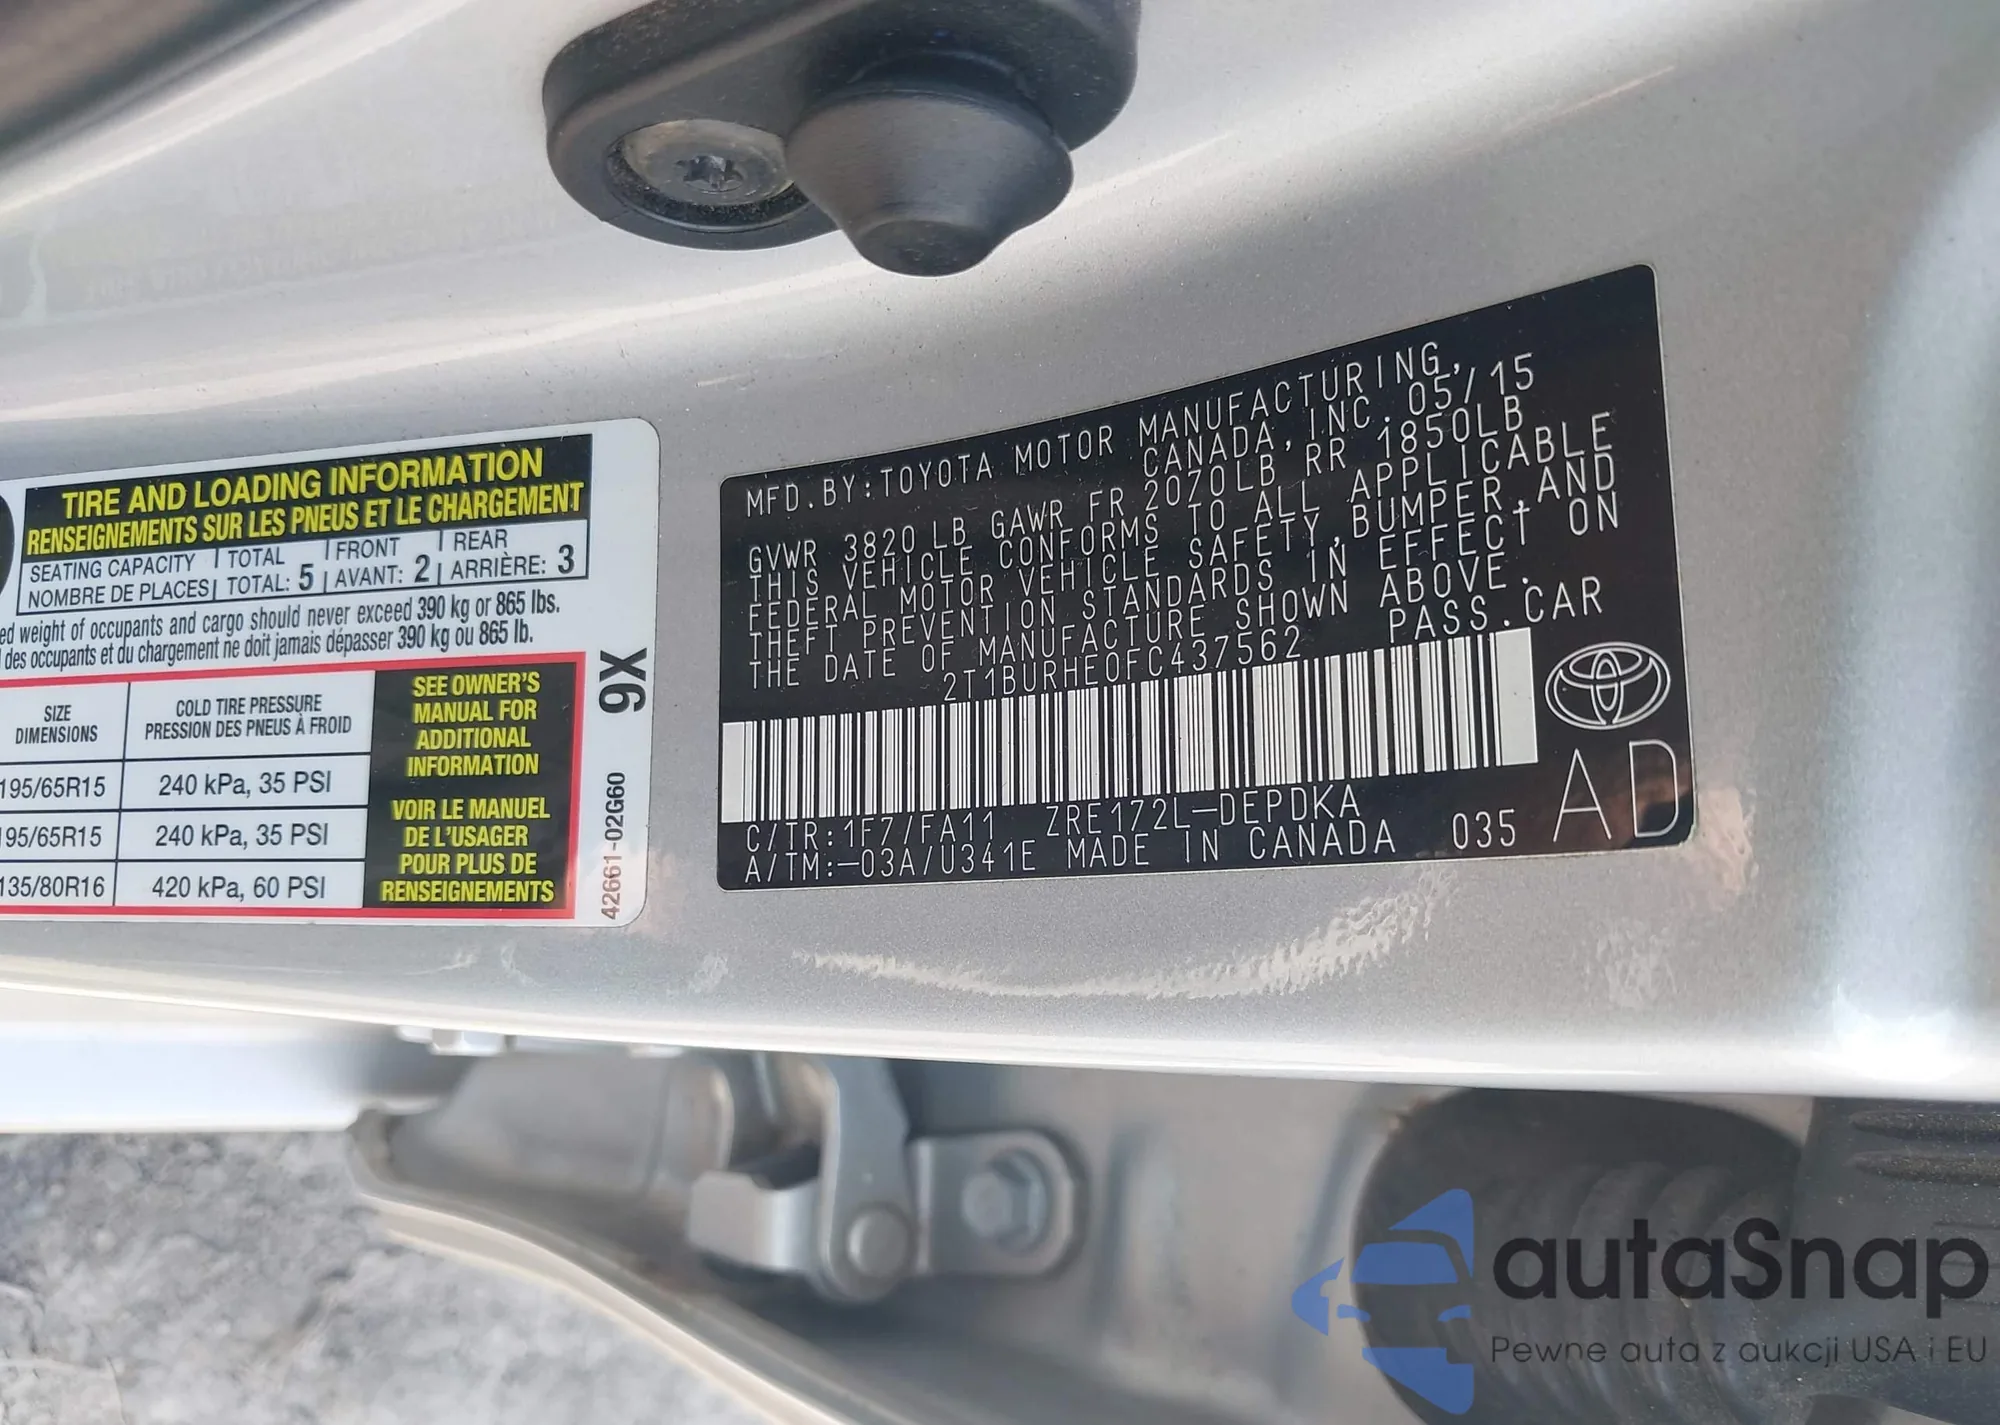 TIRE AND LOADING INFORMATION
RENSEIGNEMENTS SUR LES PNEUS ET LE CHARGEMENT
SEATING CAPACITY TOTAL FRONT REAR
NOMBRE DE PLACES TOTAL: 5 AVANT: 2 ARRIÈRE: 3
weight of occupants and cargo should never exceed 390 kg or 865 lbs.
des occupants et du chargement ne doit jamais dépasser 390 kg ou 865 lb.
SIZE
DIMENSIONS
COLD TIRE PRESSURE
PRESSION DES PNEUS À FROID
195/65R15 240 kPa, 35 PSI
195/65R15 240 kPa, 35 PSI
135/80R16 420 kPa, 60 PSI
SEE OWNER'S
MANUAL FOR
ADDITIONAL
INFORMATION
VOIR LE MANUEL
DE L'USAGER
POUR PLUS DE
RENSEIGNEMENTS
9X
42661-02G60
MFD.BY:TOYOTA MOTOR MANUFACTURING,
CANADA,INC. 05/15
GVWR 3820 LB GAWR FR 2070LB RR 1850LB
THIS VEHICLE CONFORMS TO ALL APPLICABLE
FEDERAL MOTOR VEHICLE SAFETY,BUMPER,AND
THEFT PREVENTION STANDARDS IN EFFECT ON
THE DATE OF MANUFACTURE SHOWN ABOVE.
2T1BURHE0FC437562 PASS.CAR
C/TR:1F7/FA11 ZRE172L-DEPDKA
A/TM:-03A/U341E MADE IN CANADA 035
AD
autaSnap
Pewne auta z aukcji USA i EU